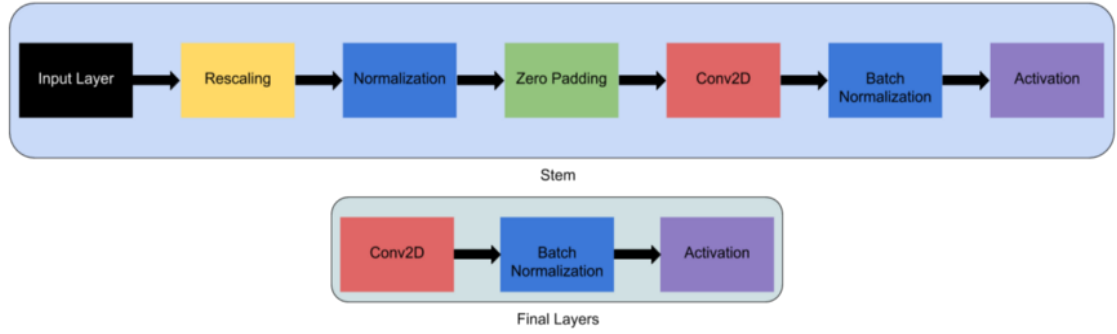 Input Layer
Rescaling
Normalization
Zero Padding
Conv2D
Batch
Normalization
Activation
Stem
Conv2D
Batch
Normalization
Activation
Final Layers